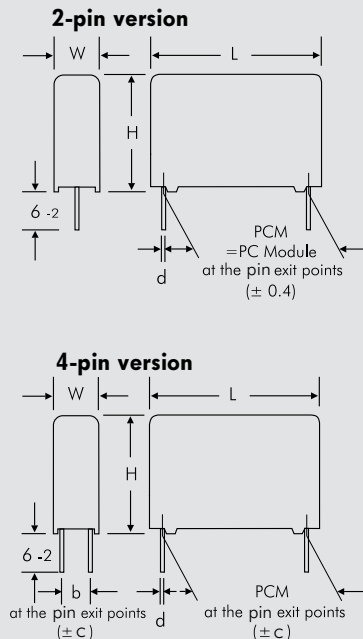 2-pin version
W
L
H
6 -2
d
PCM
=PC Module
at the pin exit points
(± 0.4)
4-pin version
W
L
H
6 -2
b
d
PCM
at the pin exit points
(± c)
at the pin exit points
(± c)